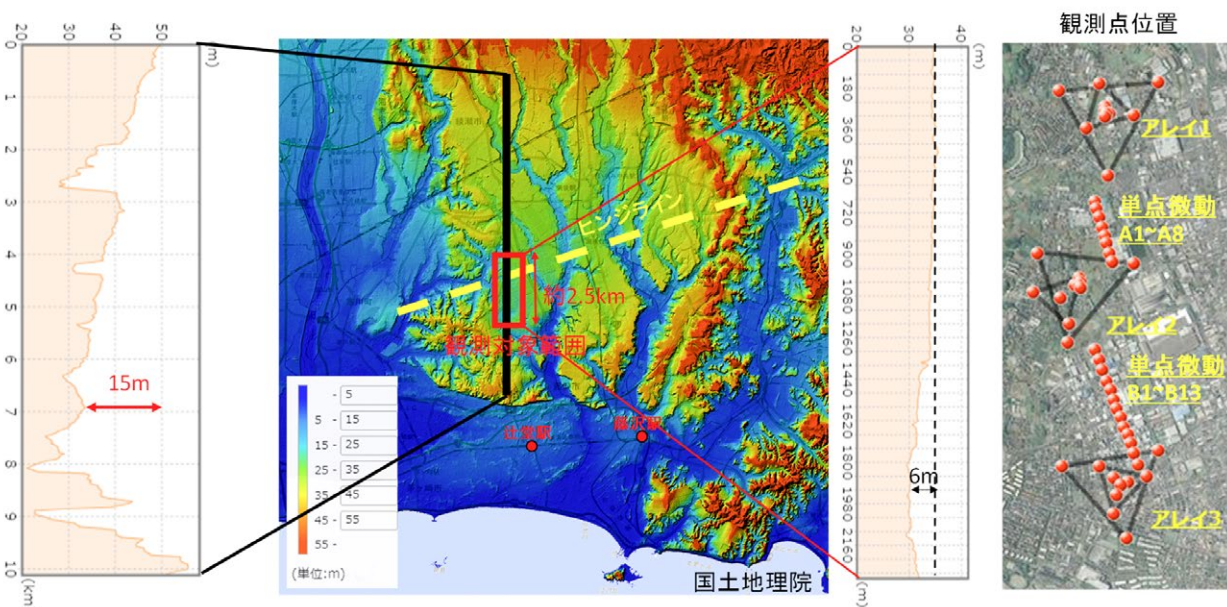 20 30 40 50
(m)
0
1
2
3
4
5
6
7
8
9
10
(km
15m
ヒンジライン
約2.5km
観測対象範囲
辻堂駅
藤沢駅
- 5
5 - 15
15 - 25
25 - 35
35 - 45
45 - 55
55 -
(単位:m)
国土地理院
20 30 40
(m)
0
180
360
540
720
900
1080
1260
1440
1620
1800
1980
2160
(m)
6m
観測点位置
アレイ1
単点微動
A1~A8
アレイ2
単点微動
B1~B13
アレイ3